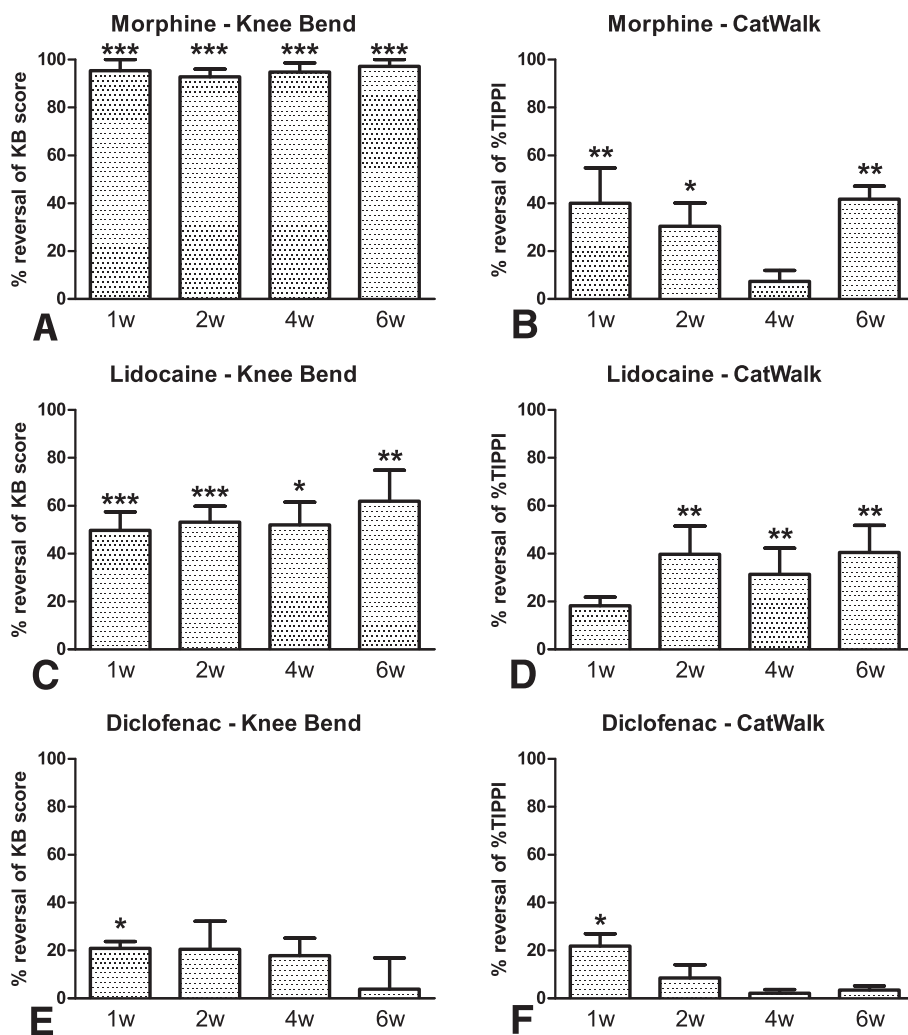 Morphine - Knee Bend
% reversal of KB score
100
80
60
40
20
0
*** *** *** ***
1w 2w 4w 6w
A
Morphine - CatWalk
% reversal of %TIPPI
100
80
60
40
20
0
** * **
1w 2w 4w 6w
B
Lidocaine - Knee Bend
% reversal of KB score
100
80
60
40
20
0
*** *** * **
1w 2w 4w 6w
C
Lidocaine - CatWalk
% reversal of %TIPPI
100
80
60
40
20
0
** ** **
1w 2w 4w 6w
D
Diclofenac - Knee Bend
% reversal of KB score
100
80
60
40
20
0
*
1w 2w 4w 6w
E
Diclofenac - CatWalk
% reversal of %TIPPI
100
80
60
40
20
0
*
1w 2w 4w 6w
F